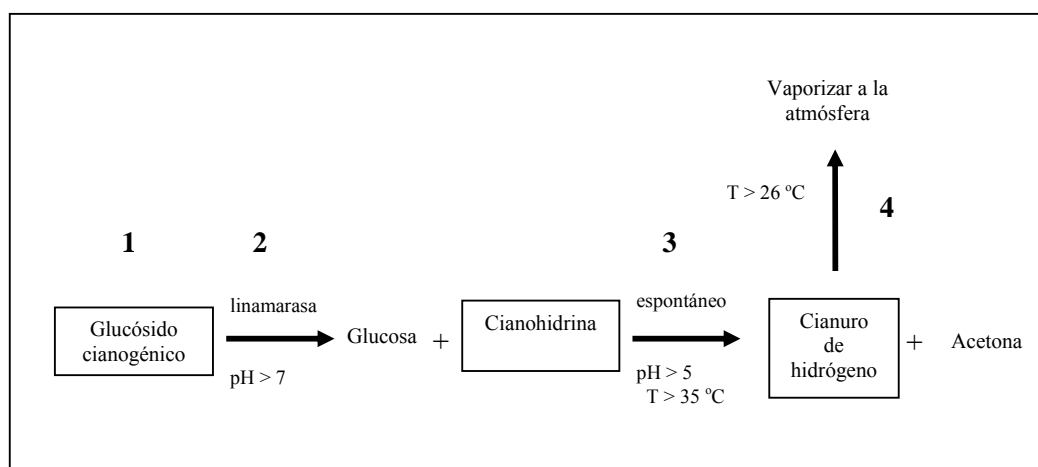 Vaporizar a la
atmósfera
T > 26 ºC
4
1
2
3
linamarasa
espontáneo
Glucósido
cianogénico
Glucosa
+
Cianohidrina
Cianuro
de
hidrógeno
+
Acetona
pH > 7
pH > 5
T > 35 ºC